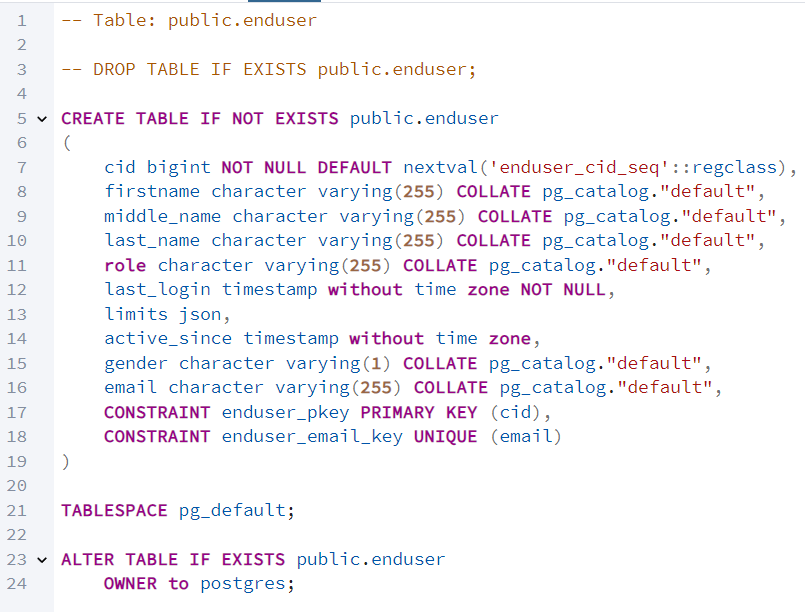 1 -- Table: public.enduser
2
3 -- DROP TABLE IF EXISTS public.enduser;
4
5 CREATE TABLE IF NOT EXISTS public.enduser
6 (
7     cid bigint NOT NULL DEFAULT nextval('enduser_cid_seq'::regclass),
8     firstname character varying(255) COLLATE pg_catalog."default",
9     middle_name character varying(255) COLLATE pg_catalog."default",
10     last_name character varying(255) COLLATE pg_catalog."default",
11     role character varying(255) COLLATE pg_catalog."default",
12     last_login timestamp without time zone NOT NULL,
13     limits json,
14     active_since timestamp without time zone,
15     gender character varying(1) COLLATE pg_catalog."default",
16     email character varying(255) COLLATE pg_catalog."default",
17     CONSTRAINT enduser_pkey PRIMARY KEY (cid),
18     CONSTRAINT enduser_email_key UNIQUE (email)
19 )
20
21 TABLESPACE pg_default;
22
23 ALTER TABLE IF EXISTS public.enduser
24     OWNER to postgres;